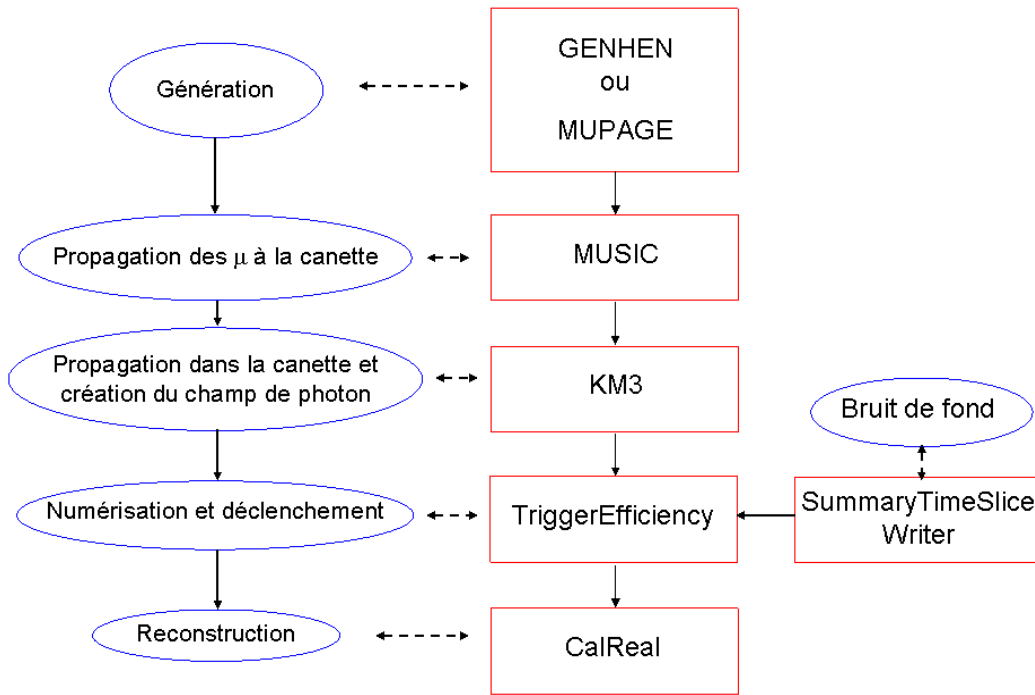 Génération
GENHEN
ou
MUPAGE
Propagation des μ à la canette
MUSIC
Propagation dans la canette et
création du champ de photon
KM3
Bruit de fond
Numérisation et déclenchement
TriggerEfficiency
SummaryTimeSlice
Writer
Reconstruction
CalReal